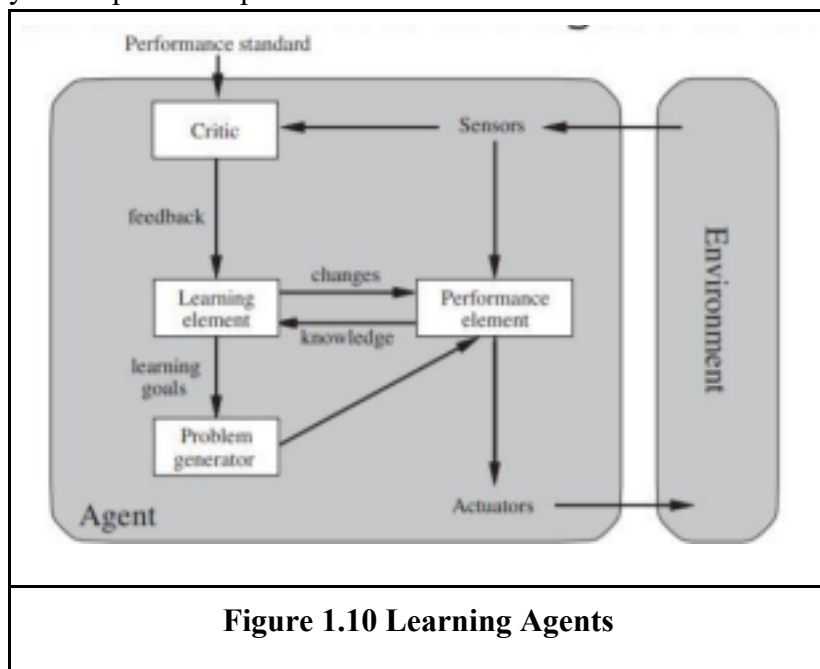 Performance standard
Critic
Sensors
feedback
changes
Learning
element
Performance
element
knowledge
learning
goals
Problem
generator
Agent
Actuators
Environment
Figure 1.10 Learning Agents